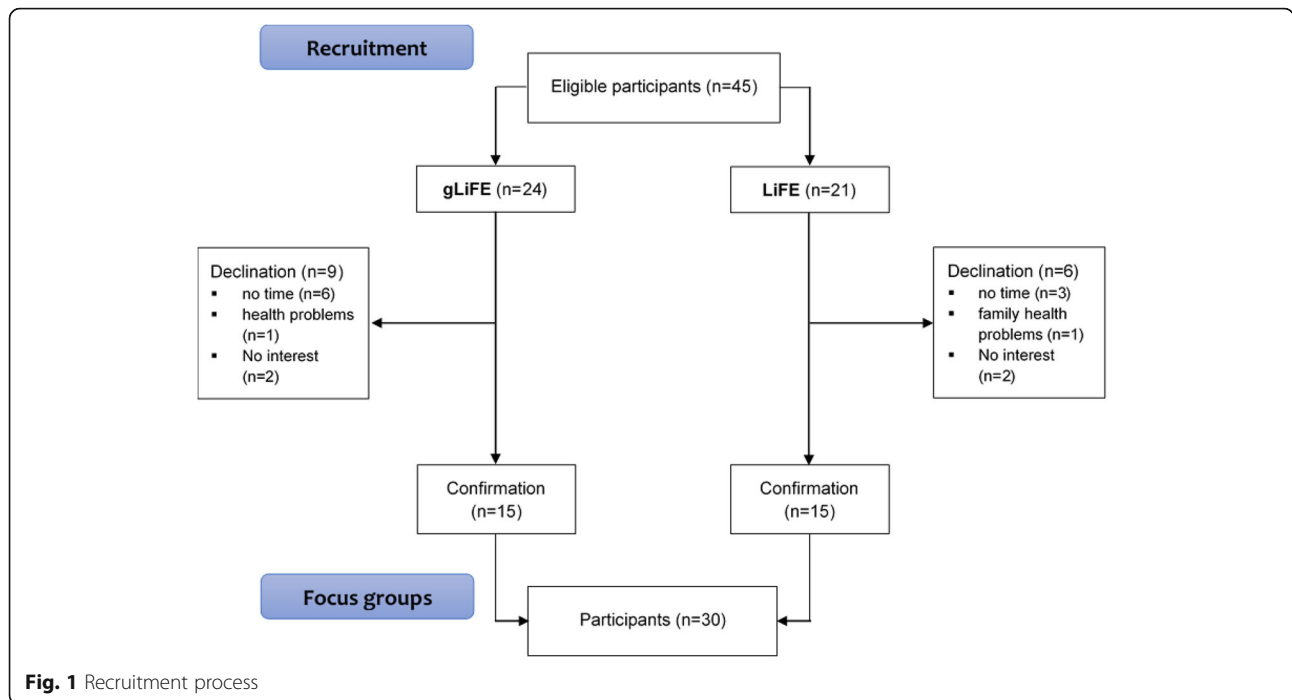 Recruitment
Eligible participants (n=45)
gLiFE (n=24)
LiFE (n=21)
Declination (n=9)
▪ no time (n=6)
▪ health problems
(n=1)
▪ No interest
(n=2)
Declination (n=6)
▪ no time (n=3)
▪ family health
problems (n=1)
▪ No interest
(n=2)
Confirmation
(n=15)
Confirmation
(n=15)
Focus groups
Participants (n=30)
Fig. 1 Recruitment process